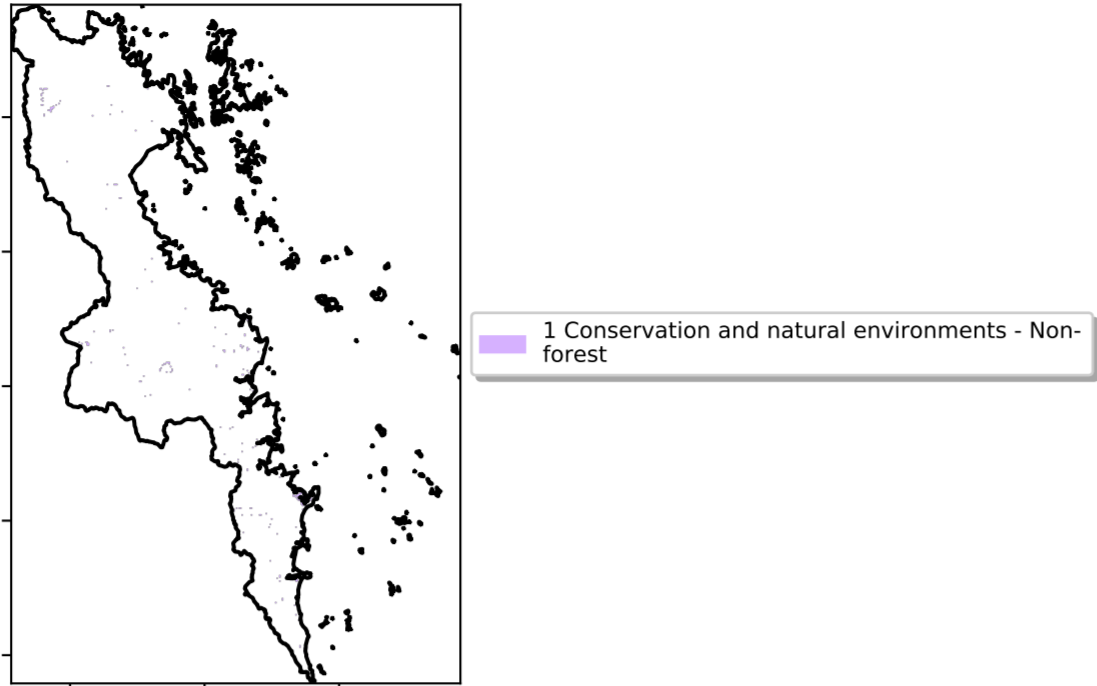 1 Conservation and natural environments - Non-
forest